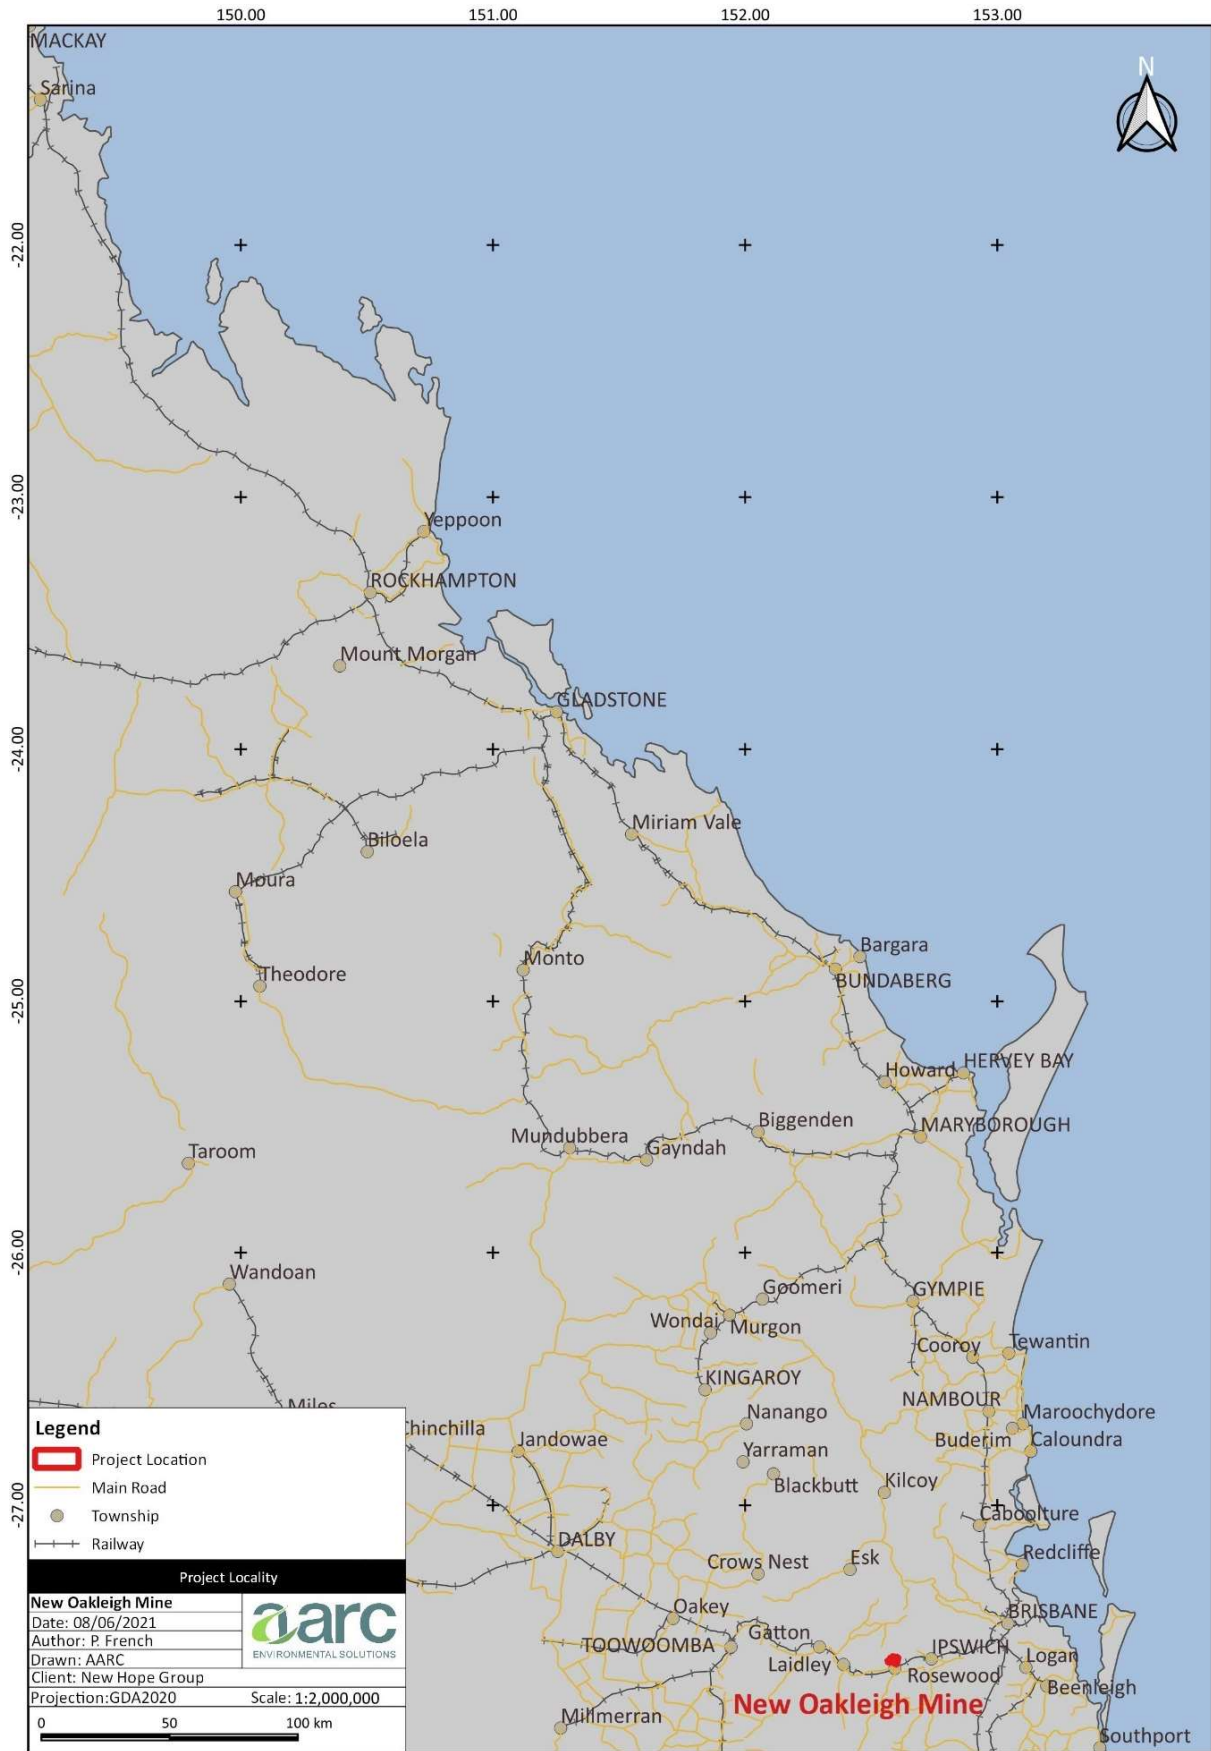 150.00 151.00 152.00 153.00
MACKAY
Sarina
N
-22.00
-23.00
Yeppoon
ROCKHAMPTON
Mount Morgan
GLADSTONE
-24.00
Miriam Vale
Biloela
Moura
Bargara
Monto
Theodore
BUNDABERG
-25.00
HERVEY BAY
Howard
Biggenden
MARYBOROUGH
Mundubbera
Gayndah
Taroom
-26.00
Wandoan
Goomeri
GYMPIE
Wondai
Murgon
Cooroy
Tewantin
KINGAROY
NAMBOUR
Miles
Nanango
Maroochydore
Chinchilla
Jandowae
Buderim
Caloundra
Yarraman
Blackbutt
Kilcoy
-27.00
Caboolture
DALBY
Redcliffe
Crows Nest
Esk
Oakey
BRISBANE
TOOWOOMBA
Gatton
IPSWICH
Logan
Laidley
Rosewood
Beenleigh
New Oakleigh Mine
Millmerran
Southport
Legend
Project Location
Main Road
Township
Railway
Project Locality
New Oakleigh Mine
Date: 08/06/2021
Author: P. French
Drawn: AARC
aarc
ENVIRONMENTAL SOLUTIONS
Client: New Hope Group
Projection:GDA2020 Scale: 1:2,000,000
0 50 100 km